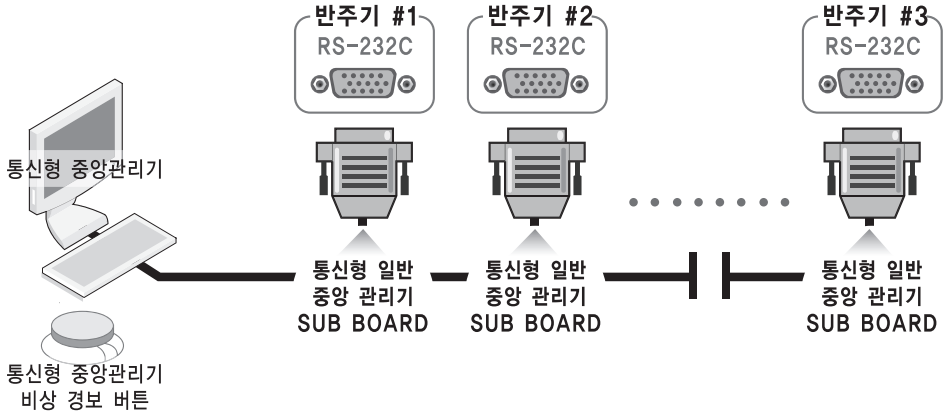 반주기 #1
RS-232C
반주기 #2
RS-232C
반주기 #3
RS-232C
통신형 중앙관리기
통신형 일반
중앙 관리기
SUB BOARD
통신형 일반
중앙 관리기
SUB BOARD
통신형 일반
중앙 관리기
SUB BOARD
통신형 중앙관리기
비상 경보 버튼